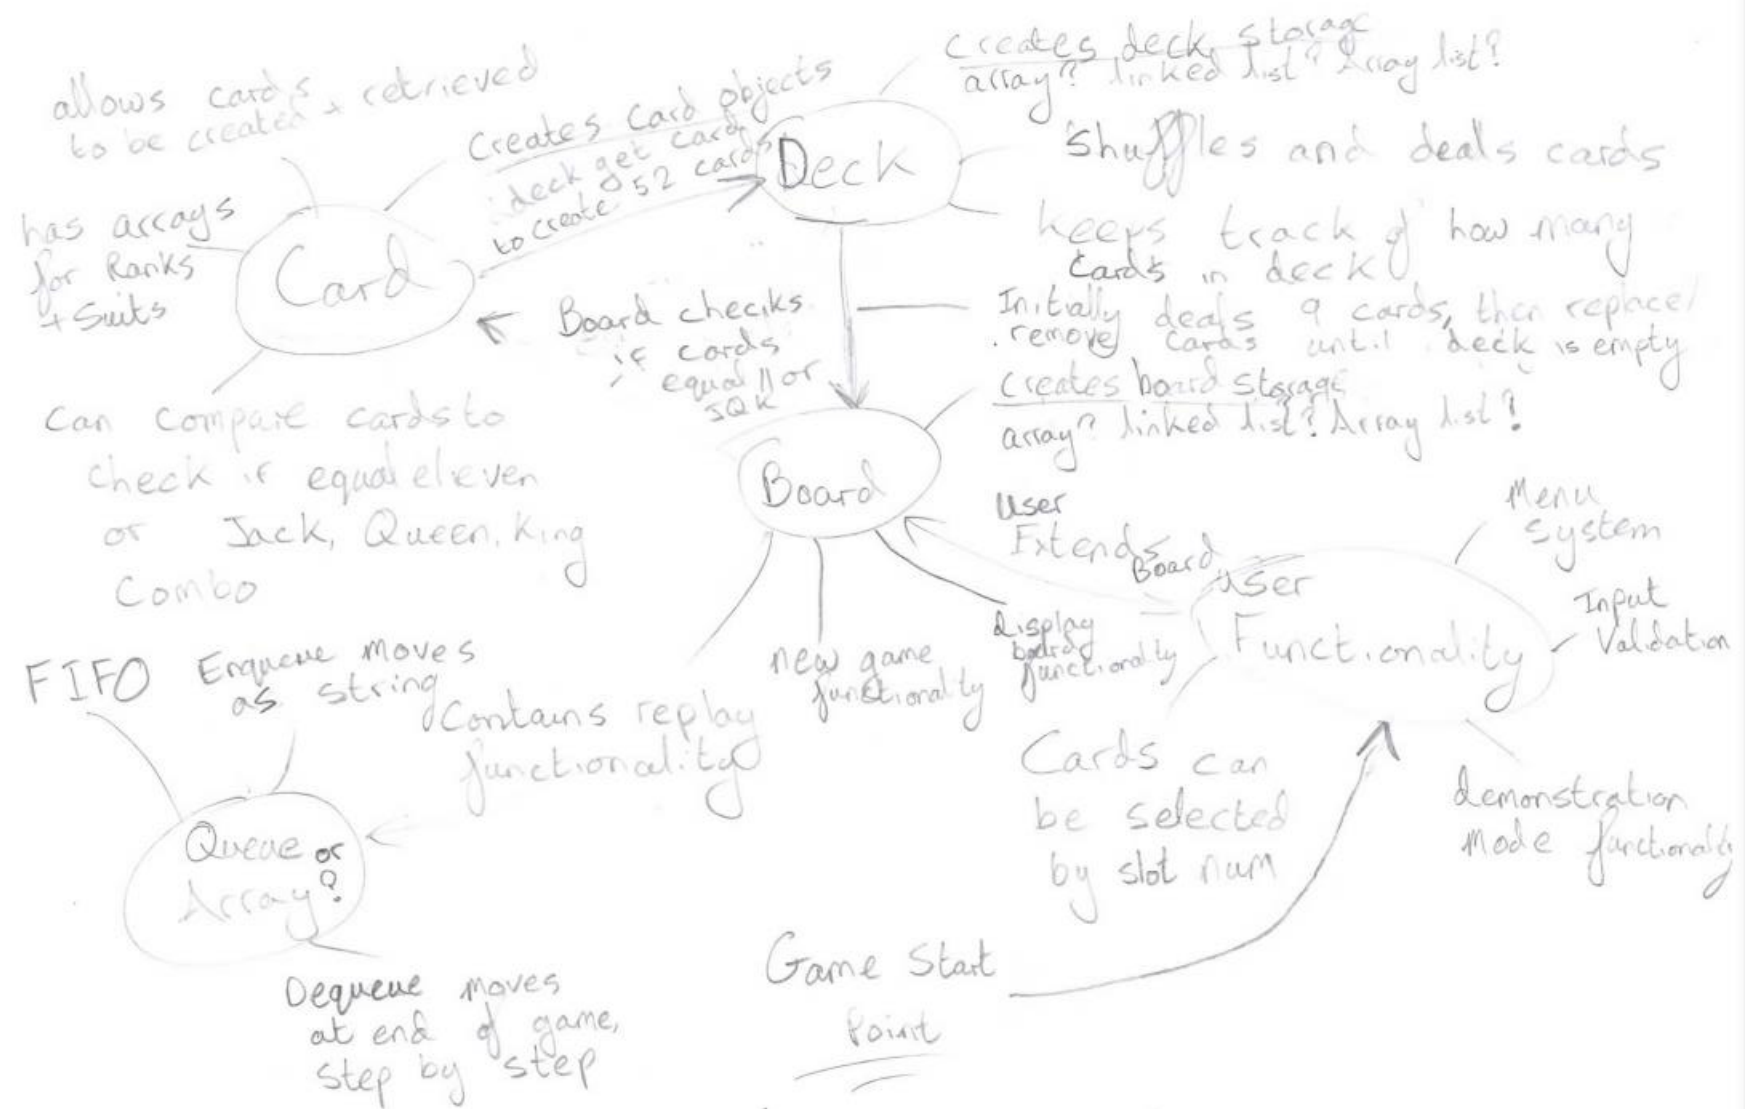 allows cards
to be created + retrieved
Creates Card objects
deck get cards
to create 52 cards
has arrays
for Ranks
+ Suits
Card
Can compare cards to
check if equal eleven
or Jack, Queen, King
Combo
Board checks
if cards
equal 11 or
JQK
Deck
Creates deck storage
array? linked list? Array list?
Shuffles and deals cards
keeps track of how many
cards in deck
Initially deals 9 cards, then replace/
remove cards until deck is empty
Creates board storage
array? linked list? Array list?
Board
User
Extends
Board
Menu
System
User
Functionality
Input
Validation
display
board
functionality
new game
functionality
Contains replay
functionality
FIFO
Enqueue moves
as string
Queue or
Array?
Dequeue moves
at end of game,
step by step
Cards can
be selected
by slot num
demonstration
mode functionality
Game Start
Point